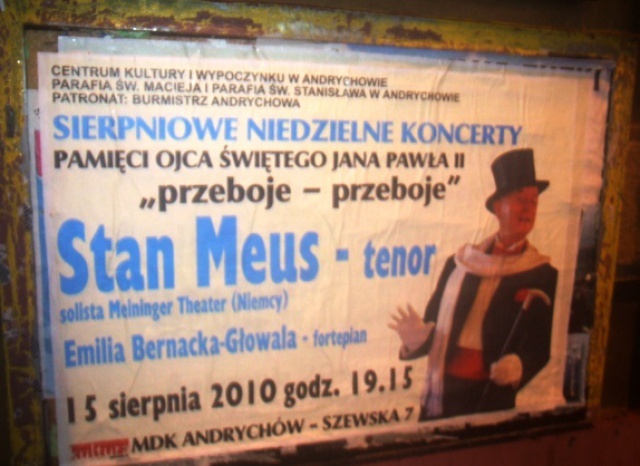 CENTRUM KULTURY I WYPOCZYNKU W ANDRYCHOWIE
PARAFIA ŚW. MACIEJA I PARAFIA ŚW. STANISŁAWA W ANDRYCHOWIE
PATRONAT: BURMISTRZ ANDRYCHOWA
SIERPNIOWE NIEDZIELNE KONCERTY
PAMIĘCI OJCA ŚWIĘTEGO JANA PAWŁA II
„przeboje – przeboje”
Stan Meus - tenor
solista Meininger Theater (Niemcy)
Emilia Bernacka-Głowala - fortepian
15 sierpnia 2010 godz. 19.15
MDK ANDRYCHÓW - SZEWSKA 7